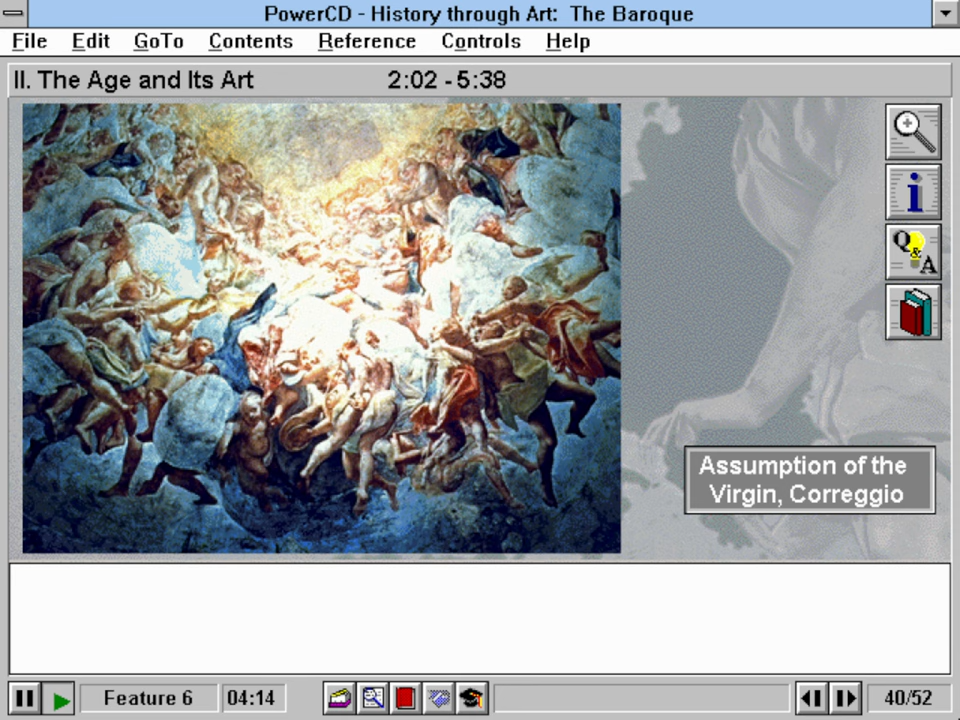 PowerCD - History through Art: The Baroque
File Edit GoTo Contents Reference Controls Help
II. The Age and Its Art 2:02 - 5:38
i
Q & A
Assumption of the
Virgin, Correggio
Feature 6 04:14 40/52